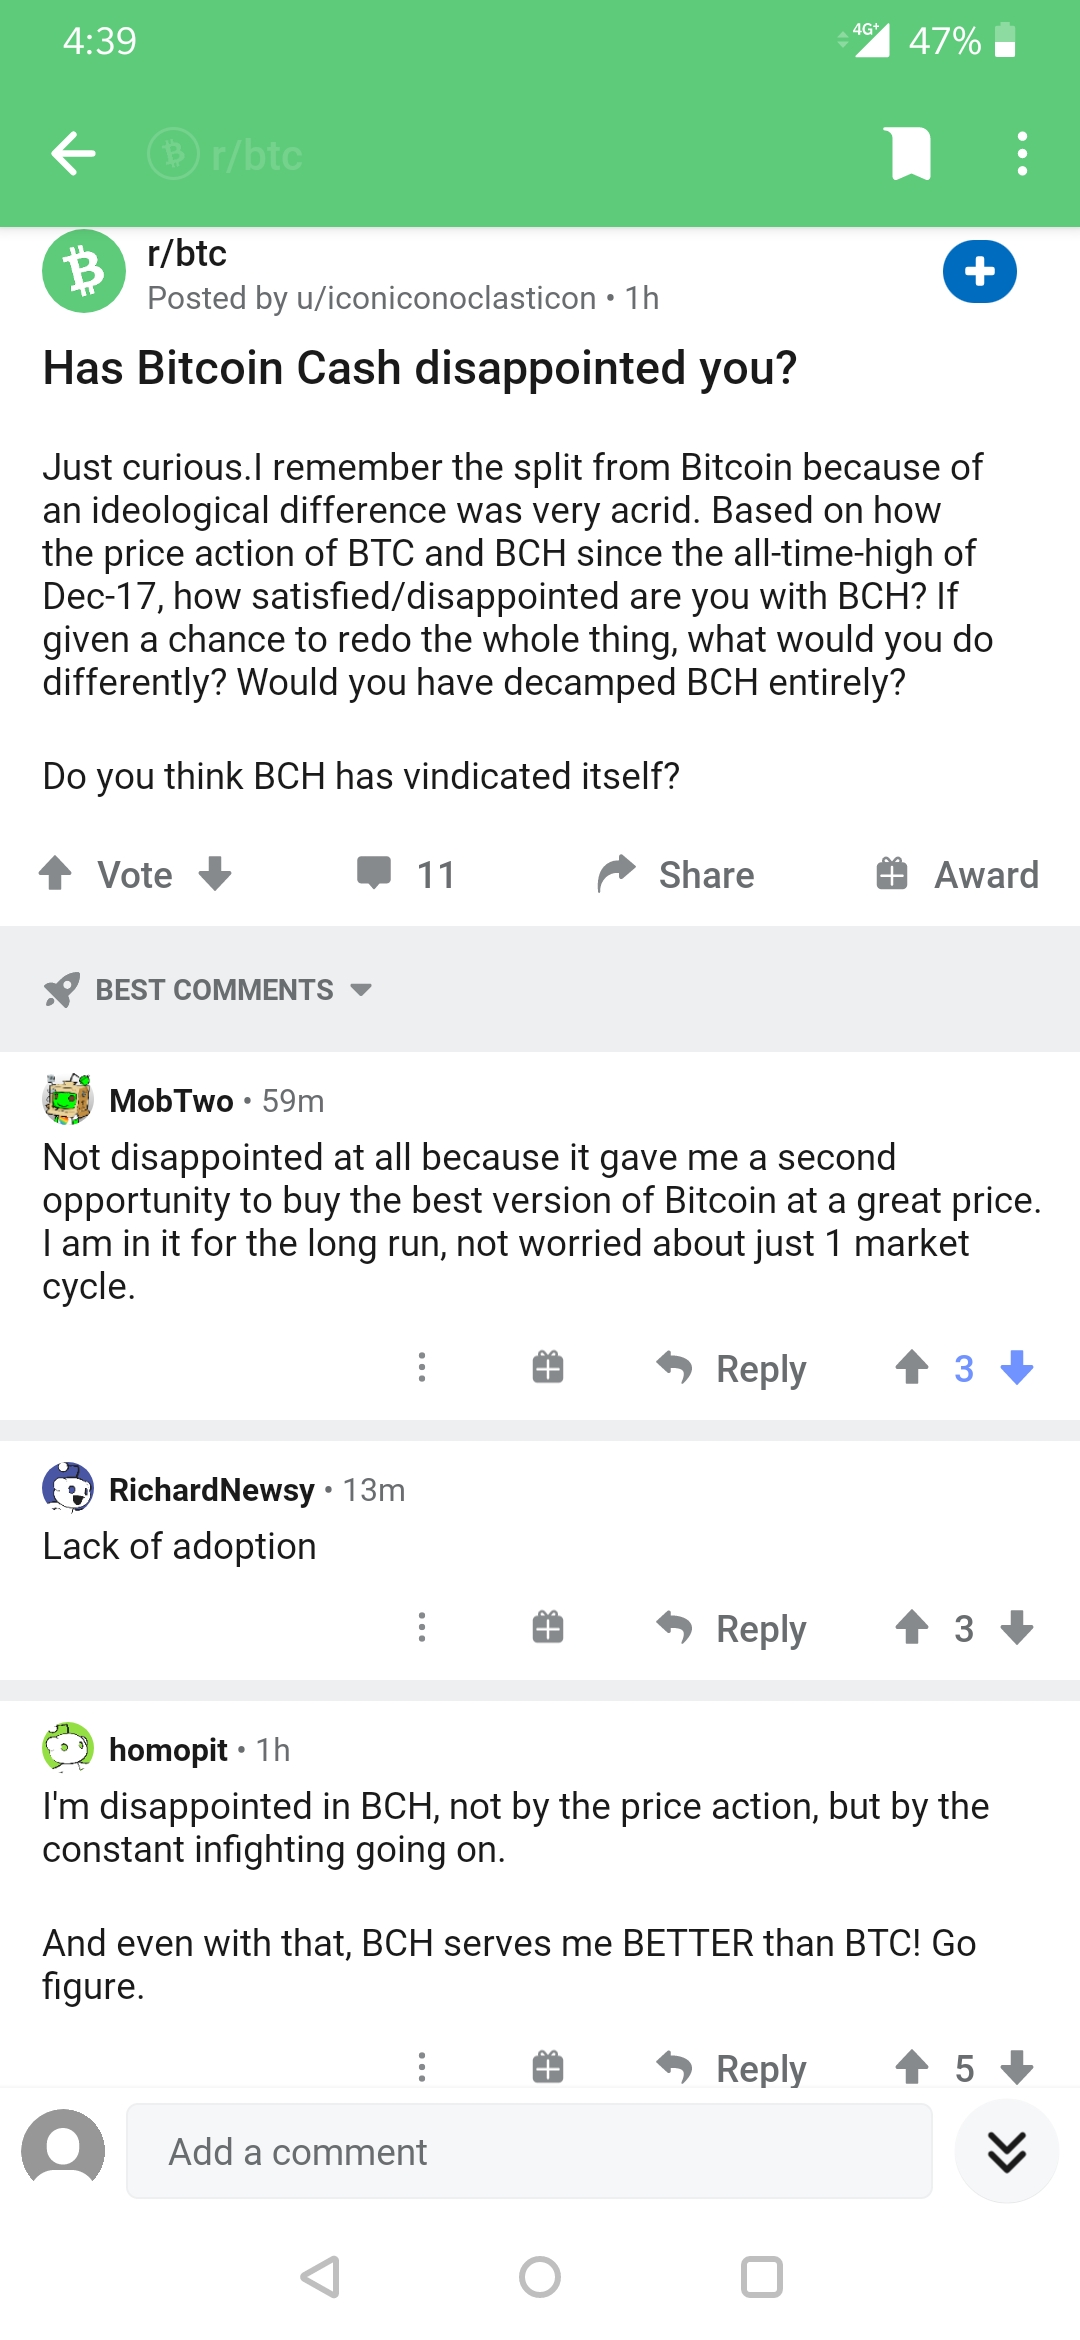 4:39
4G+ 47%
r/btc
r/btc
Posted by u/iconiconoclasticon • 1h
Has Bitcoin Cash disappointed you?
Just curious.I remember the split from Bitcoin because of
an ideological difference was very acrid. Based on how
the price action of BTC and BCH since the all-time-high of
Dec-17, how satisfied/disappointed are you with BCH? If
given a chance to redo the whole thing, what would you do
differently? Would you have decamped BCH entirely?
Do you think BCH has vindicated itself?
Vote 11 Share Award
BEST COMMENTS
MobTwo • 59m
Not disappointed at all because it gave me a second
opportunity to buy the best version of Bitcoin at a great price.
I am in it for the long run, not worried about just 1 market
cycle.
Reply 3
RichardNewsy • 13m
Lack of adoption
Reply 3
homopit • 1h
I'm disappointed in BCH, not by the price action, but by the
constant infighting going on.
And even with that, BCH serves me BETTER than BTC! Go
figure.
Reply 5
Add a comment